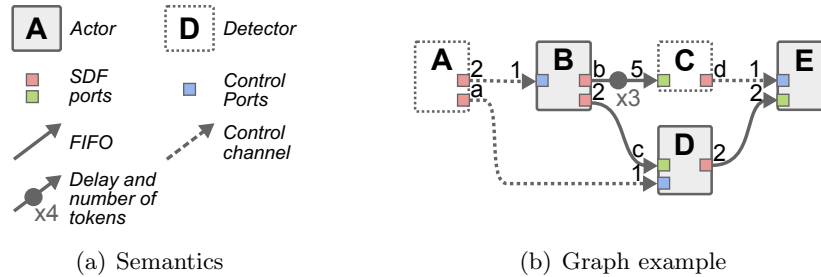 A Actor
D Detector
SDF
ports
Control
Ports
FIFO
Control
channel
x4
Delay and
number of
tokens
(a) Semantics
A 2 a
1 B b 2
x3
5 C d
1 2 E
c 1 D 2
(b) Graph example